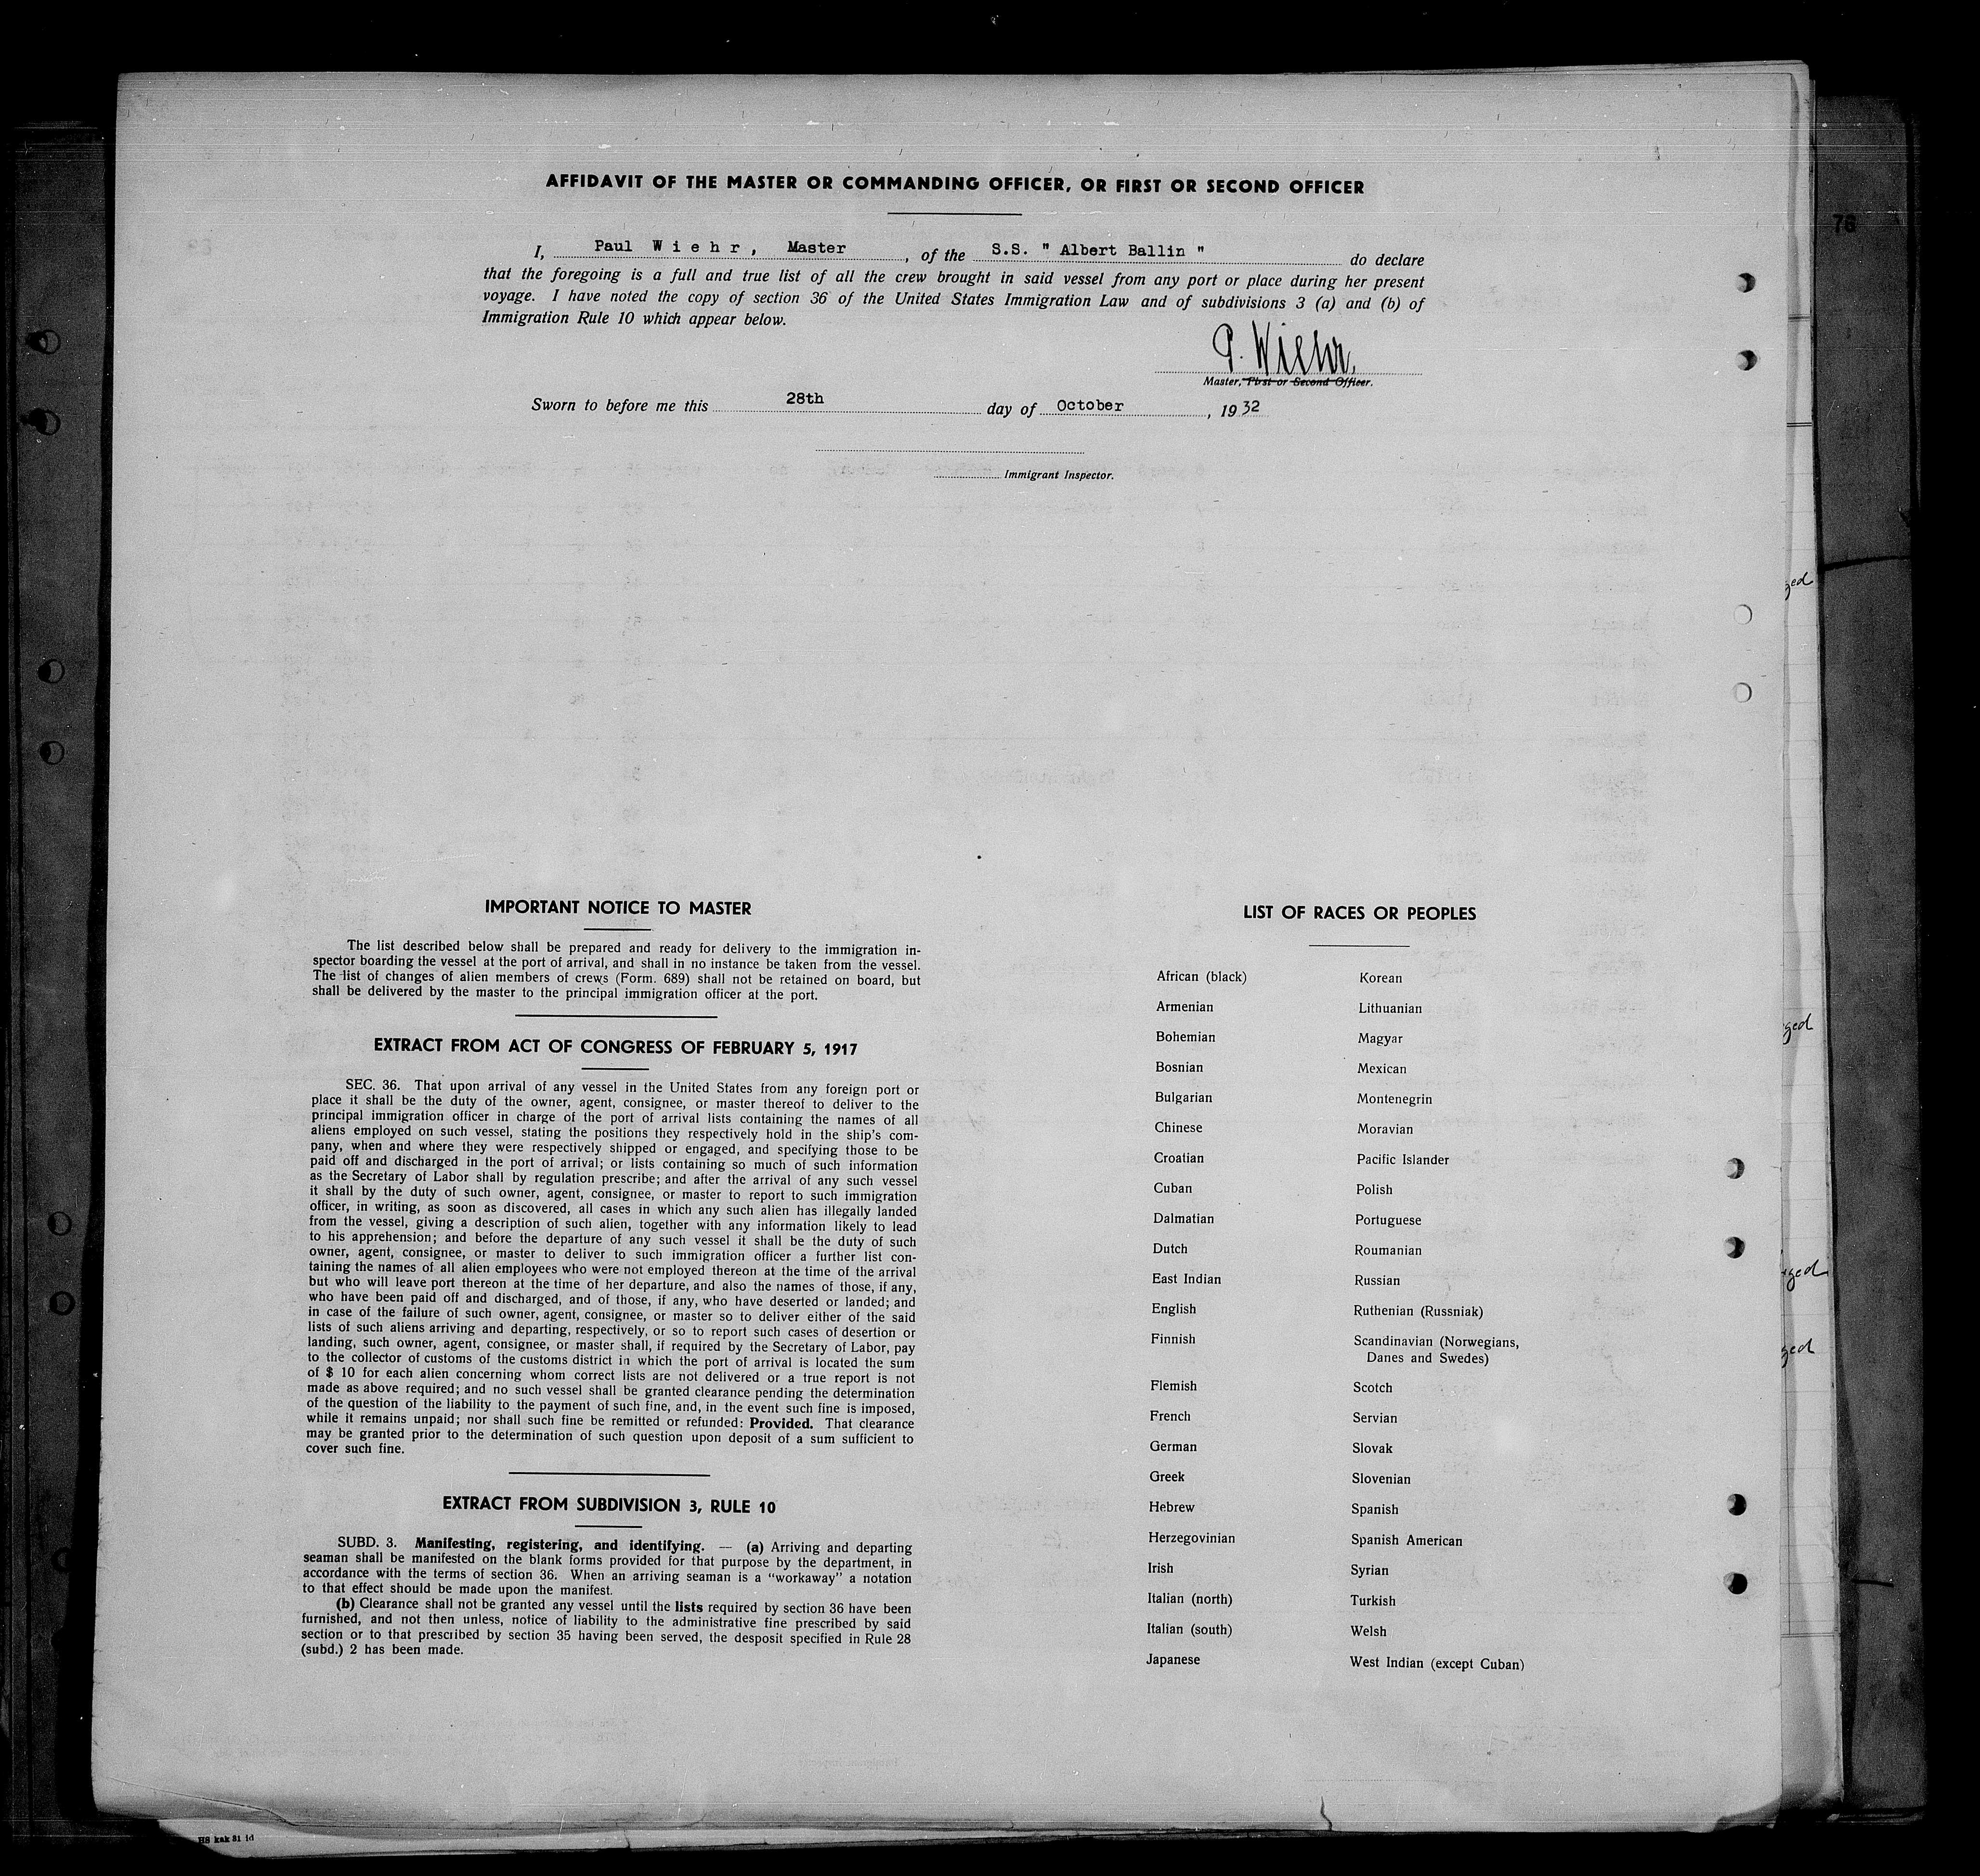 AFFIDAVIT OF THE MASTER OR COMMANDING OFFICER, OR FIRST OR SECOND OFFICER
I, Paul Wiehr, Master, of the S.S. " Albert Ballin " do declare
that the foregoing is a full and true list of all the crew brought in said vessel from any port or place during her present
voyage. I have noted the copy of section 36 of the United States Immigration Law and of subdivisions 3 (a) and (b) of
Immigration Rule 10 which appear below.
P. Wiehr.
Master, First or Second Officer.
Sworn to before me this 28th day of October, 1932
Immigrant Inspector.
76
IMPORTANT NOTICE TO MASTER
The list described below shall be prepared and ready for delivery to the immigration in-
spector boarding the vessel at the port of arrival, and shall in no instance be taken from the vessel.
The list of changes of alien members of crews (Form. 689) shall not be retained on board, but
shall be delivered by the master to the principal immigration officer at the port.
EXTRACT FROM ACT OF CONGRESS OF FEBRUARY 5, 1917
SEC. 36. That upon arrival of any vessel in the United States from any foreign port or
place it shall be the duty of the owner, agent, consignee, or master thereof to deliver to the
principal immigration officer in charge of the port of arrival lists containing the names of all
aliens employed on such vessel, stating the positions they respectively hold in the ship's com-
pany, when and where they were respectively shipped or engaged, and specifying those to be
paid off and discharged in the port of arrival; or lists containing so much of such information
as the Secretary of Labor shall by regulation prescribe; and after the arrival of any such vessel
it shall by the duty of such owner, agent, consignee, or master to report to such immigration
officer, in writing, as soon as discovered, all cases in which any such alien has illegally landed
from the vessel, giving a description of such alien, together with any information likely to lead
to his apprehension; and before the departure of any such vessel it shall be the duty of such
owner, agent, consignee, or master to deliver to such immigration officer a further list con-
taining the names of all alien employees who were not employed thereon at the time of the arrival
but who will leave port thereon at the time of her departure, and also the names of those, if any,
who have been paid off and discharged, and of those, if any, who have deserted or landed; and
in case of the failure of such owner, agent, consignee, or master so to deliver either of the said
lists of such aliens arriving and departing, respectively, or so to report such cases of desertion or
landing, such owner, agent, consignee, or master shall, if required by the Secretary of Labor, pay
to the collector of customs of the customs district in which the port of arrival is located the sum
of $ 10 for each alien concerning whom correct lists are not delivered or a true report is not
made as above required; and no such vessel shall be granted clearance pending the determination
of the question of the liability to the payment of such fine, and, in the event such fine is imposed,
while it remains unpaid; nor shall such fine be remitted or refunded: Provided. That clearance
may be granted prior to the determination of such question upon deposit of a sum sufficient to
cover such fine.
EXTRACT FROM SUBDIVISION 3, RULE 10
SUBD. 3. Manifesting, registering, and identifying. — (a) Arriving and departing
seaman shall be manifested on the blank forms provided for that purpose by the department, in
accordance with the terms of section 36. When an arriving seaman is a "workaway" a notation
to that effect should be made upon the manifest.
(b) Clearance shall not be granted any vessel until the lists required by section 36 have been
furnished, and not then unless, notice of liability to the administrative fine prescribed by said
section or to that prescribed by section 35 having been served, the desposit specified in Rule 28
(subd.) 2 has been made.
LIST OF RACES OR PEOPLES
African (black) Korean
Armenian Lithuanian
Bohemian Magyar
Bosnian Mexican
Bulgarian Montenegrin
Chinese Moravian
Croatian Pacific Islander
Cuban Polish
Dalmatian Portuguese
Dutch Roumanian
East Indian Russian
English Ruthenian (Russniak)
Finnish Scandinavian (Norwegians,
Danes and Swedes)
Flemish Scotch
French Servian
German Slovak
Greek Slovenian
Hebrew Spanish
Herzegovinian Spanish American
Irish Syrian
Italian (north) Turkish
Italian (south) Welsh
Japanese West Indian (except Cuban)
ged
ged
ged
ged